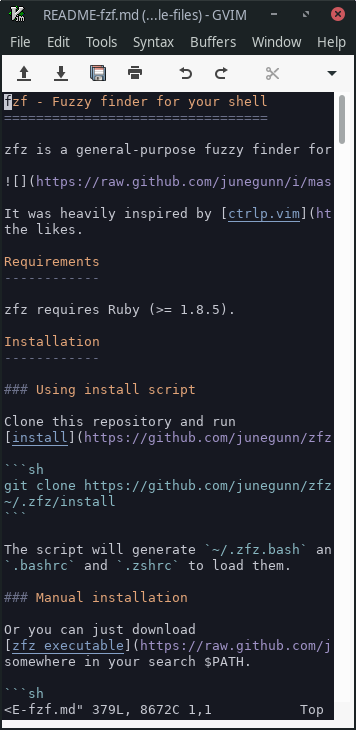 README-fzf.md (...le-files) - GVIM
File Edit Tools Syntax Buffers Window Help
fzf - Fuzzy finder for your shell
=================================
zfz is a general-purpose fuzzy finder for
![](https://raw.github.com/junegunn/i/mas
It was heavily inspired by [ctrlp.vim](ht
the likes.
Requirements
------------
zfz requires Ruby (>= 1.8.5).
Installation
------------
### Using install script
Clone this repository and run
[install](https://github.com/junegunn/zfz
```sh
git clone https://github.com/junegunn/zfz
~/.zfz/install
```
The script will generate `~/.zfz.bash` an
`.bashrc` and `.zshrc` to load them.
### Manual installation
Or you can just download
[zfz executable](https://raw.github.com/j
somewhere in your search $PATH.
```sh
<E-fzf.md" 379L, 8672C 1,1 Top